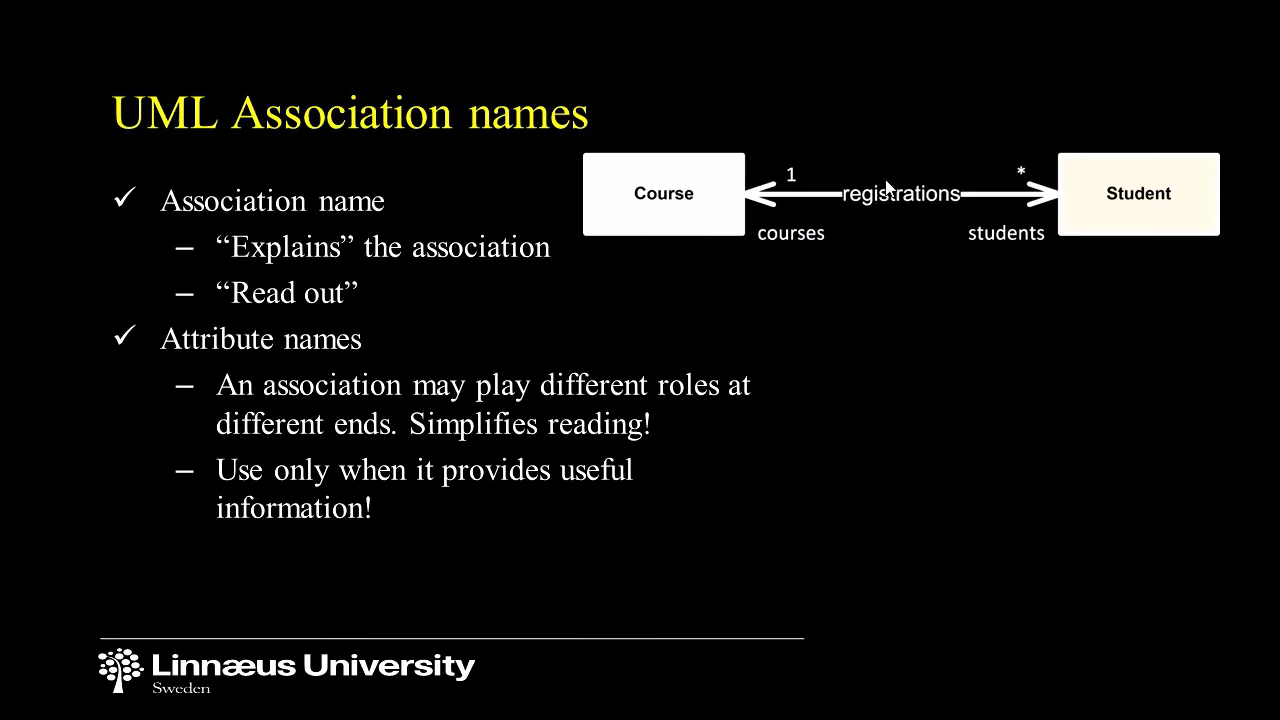 UML Association names
✓ Association name
– “Explains” the association
– “Read out”
✓ Attribute names
– An association may play different roles at
different ends. Simplifies reading!
– Use only when it provides useful
information!
Course
1
registrations
*
Student
courses
students
Linnæus University
Sweden